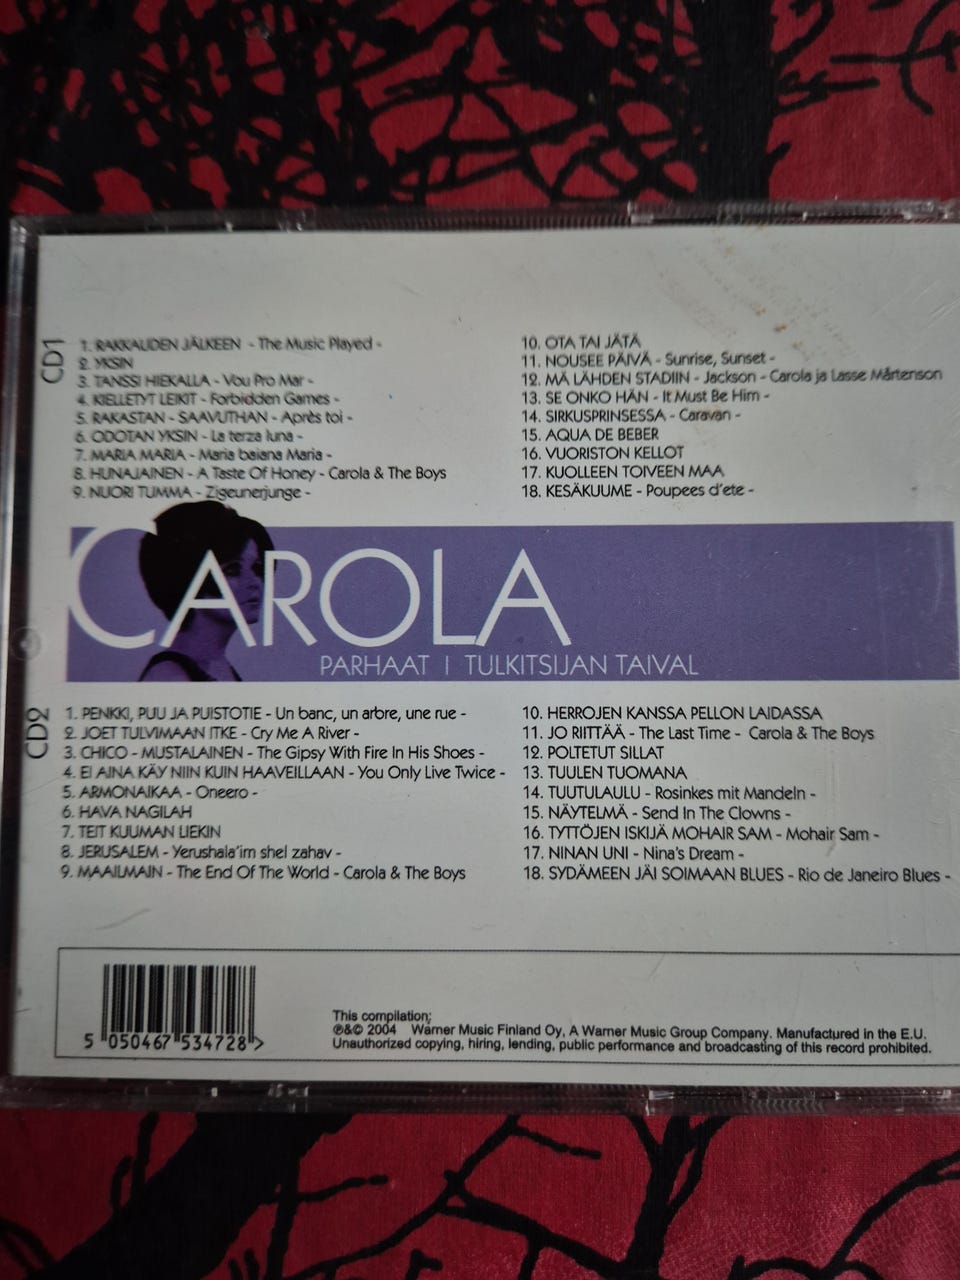 CD1
1. RAKKAUDEN JÄLKEEN - The Music Played -
2. YKSIN
3. TANSSI HIEKALLA - Vou Pro Mar -
4. KIELLETYT LEIKIT - Forbidden Games -
5. RAKASTAN - SAAVUTHAN - Après toi -
6. ODOTAN YKSIN - La terza luna -
7. MARIA MARIA - Maria baiana Maria -
8. HUNAJAINEN - A Taste Of Honey - Carola & The Boys
9. NUORI TUMMA - Zigeunerjunge -
10. OTA TAI JÄTÄ
11. NOUSEE PÄIVÄ - Sunrise, Sunset -
12. MÄ LÄHDEN STADIIN - Jackson - Carola ja Lasse Mårtenson
13. SE ONKO HÄN - It Must Be Him -
14. SIRKUSPRINSESSA - Caravan -
15. AQUA DE BEBER
16. VUORISTON KELLOT
17. KUOLLEEN TOIVEEN MAA
18. KESÄKUUME - Poupees d'ete -
CAROLA
PARHAAT | TULKITSIJAN TAIVAL
CD2
1. PENKKI, PUU JA PUISTOTIE - Un banc, un arbre, une rue -
2. JOET TULVIMAAN ITKE - Cry Me A River -
3. CHICO - MUSTALAINEN - The Gipsy With Fire In His Shoes -
4. EI AINA KÄY NIIN KUIN HAAVEILLAAN - You Only Live Twice -
5. ARMONAIKAA - Oneero -
6. HAVA NAGILAH
7. TEIT KUUMAN LIEKIN
8. JERUSALEM - Yerushala'im shel zahav -
9. MAAILMAIN - The End Of The World - Carola & The Boys
10. HERROJEN KANSSA PELLON LAIDASSA
11. JO RIITTÄÄ - The Last Time - Carola & The Boys
12. POLTETUT SILLAT
13. TUULEN TUOMANA
14. TUUTULAULU - Rosinkes mit Mandeln -
15. NÄYTELMÄ - Send In The Clowns -
16. TYTTÖJEN ISKIJÄ MOHAIR SAM - Mohair Sam -
17. NINAN UNI - Nina's Dream -
18. SYDÄMEEN JÄI SOIMAAN BLUES - Rio de Janeiro Blues -
5 050467 534728 >
This compilation;
℗&© 2004 Warner Music Finland Oy, A Warner Music Group Company. Manufactured in the E.U.
Unauthorized copying, hiring, lending, public performance and broadcasting of this record prohibited.